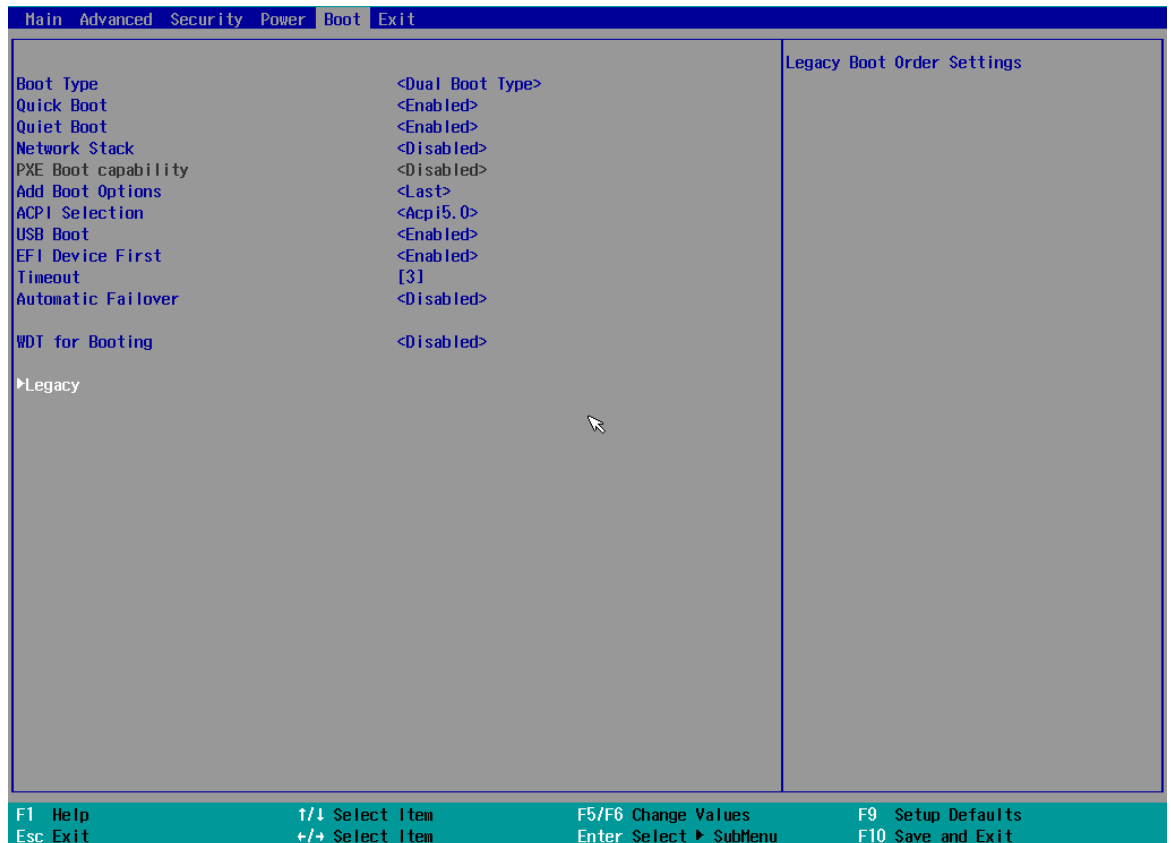 Main Advanced Security Power Boot Exit
Legacy Boot Order Settings
Boot Type <Dual Boot Type>
Quick Boot <Enabled>
Quiet Boot <Enabled>
Network Stack <Disabled>
PXE Boot capability <Disabled>
Add Boot Options <Last>
ACPI Selection <Acpi5.0>
USB Boot <Enabled>
EFI Device First <Enabled>
Timeout [3]
Automatic Failover <Disabled>
WDT for Booting <Disabled>
▶Legacy
F1 Help ↑/↓ Select Item F5/F6 Change Values F9 Setup Defaults
Esc Exit ←/→ Select Item Enter Select ▶ SubMenu F10 Save and Exit